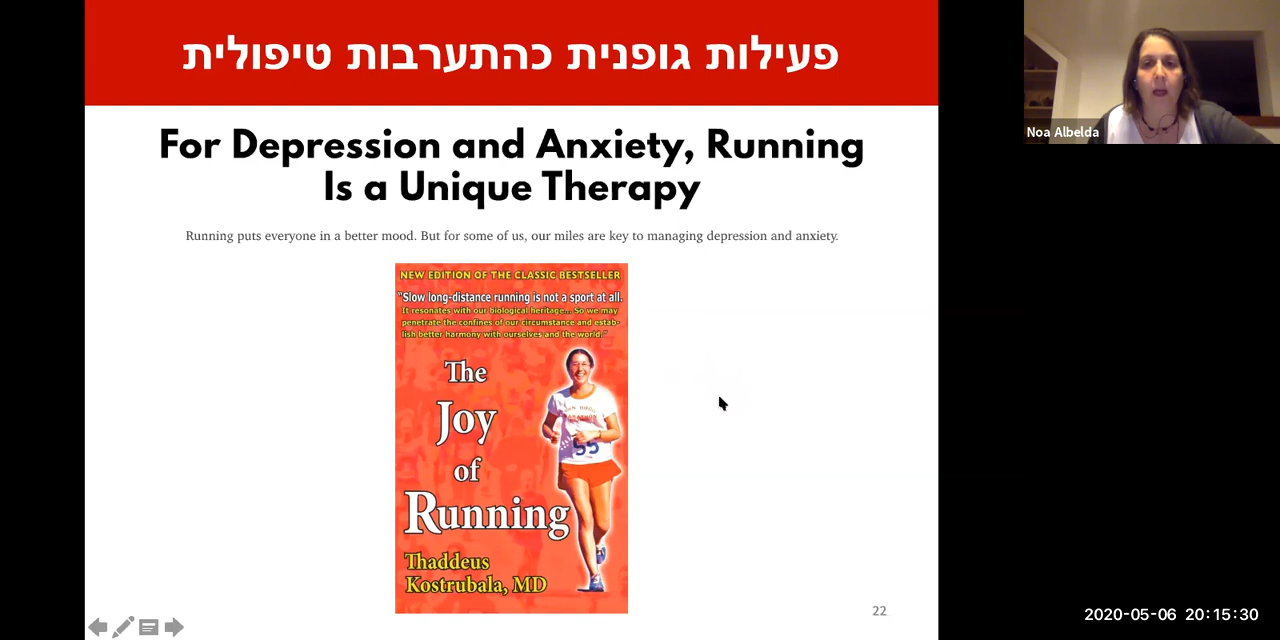 פעילות גופנית כהתערבות טיפולית
For Depression and Anxiety, Running
Is a Unique Therapy
Running puts everyone in a better mood. But for some of us, our miles are key to managing depression and anxiety.
NEW EDITION OF THE CLASSIC BESTSELLER
"Slow long-distance running is not a sport at all.
It resonates with our biological heritage... So we may
penetrate the confines of our circumstance and estab-
lish better harmony with ourselves and the world."
The
Joy
of
Running
55
Thaddeus
Kostrubala, MD
22
Noa Albelda
2020-05-06 20:15:30